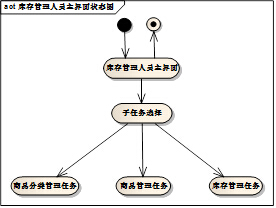 act 库存管理人员主界面状态图
库存管理人员主界面
子任务选择
商品分类管理任务
商品管理任务
库存管理任务